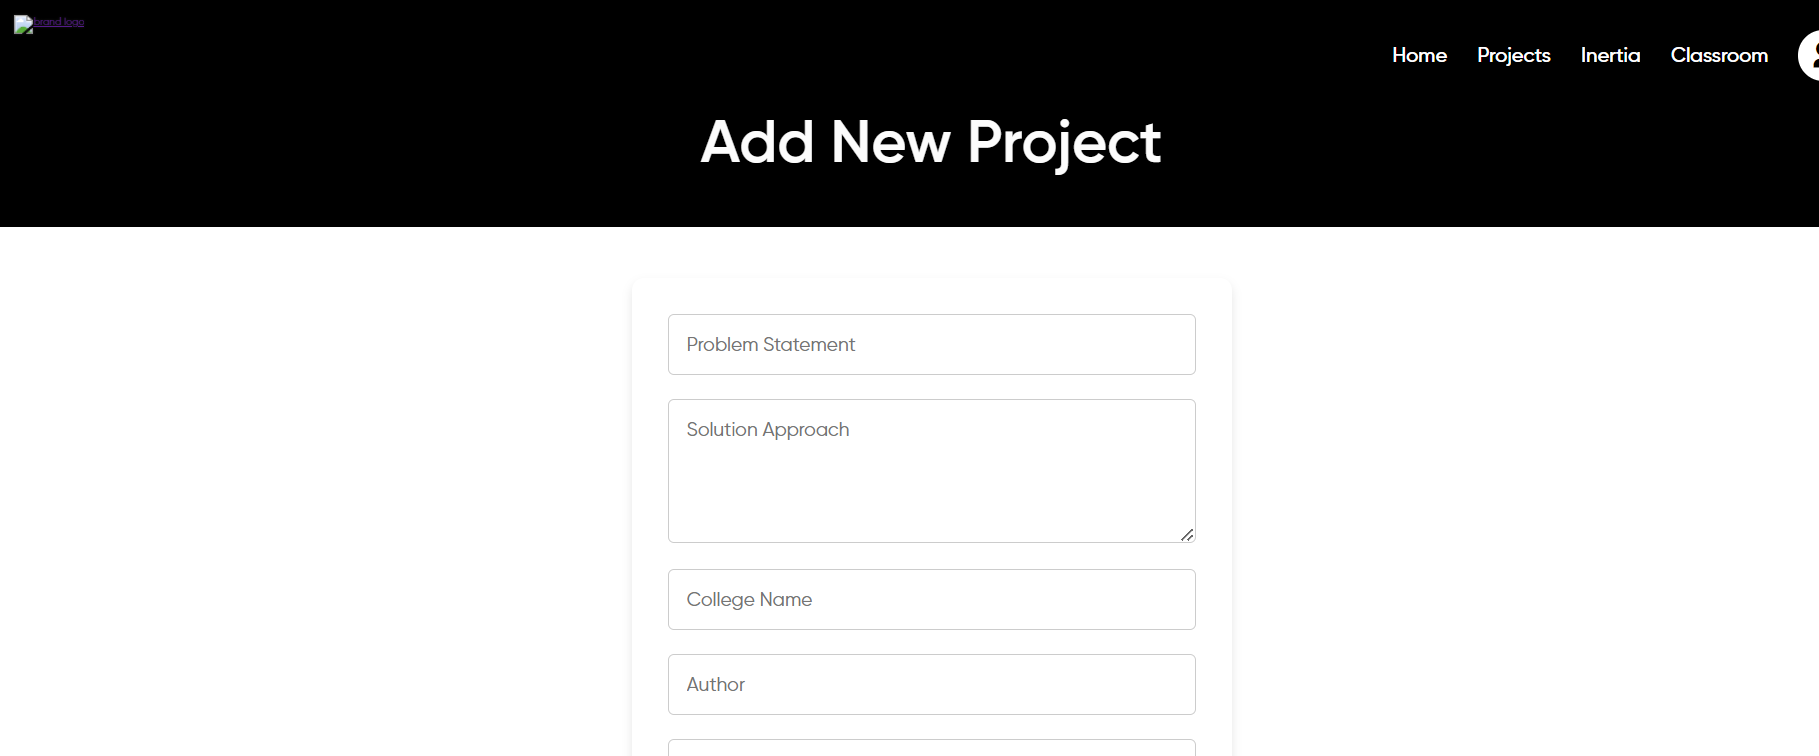 brand logo
Home Projects Inertia Classroom
Add New Project
Problem Statement
Solution Approach
College Name
Author